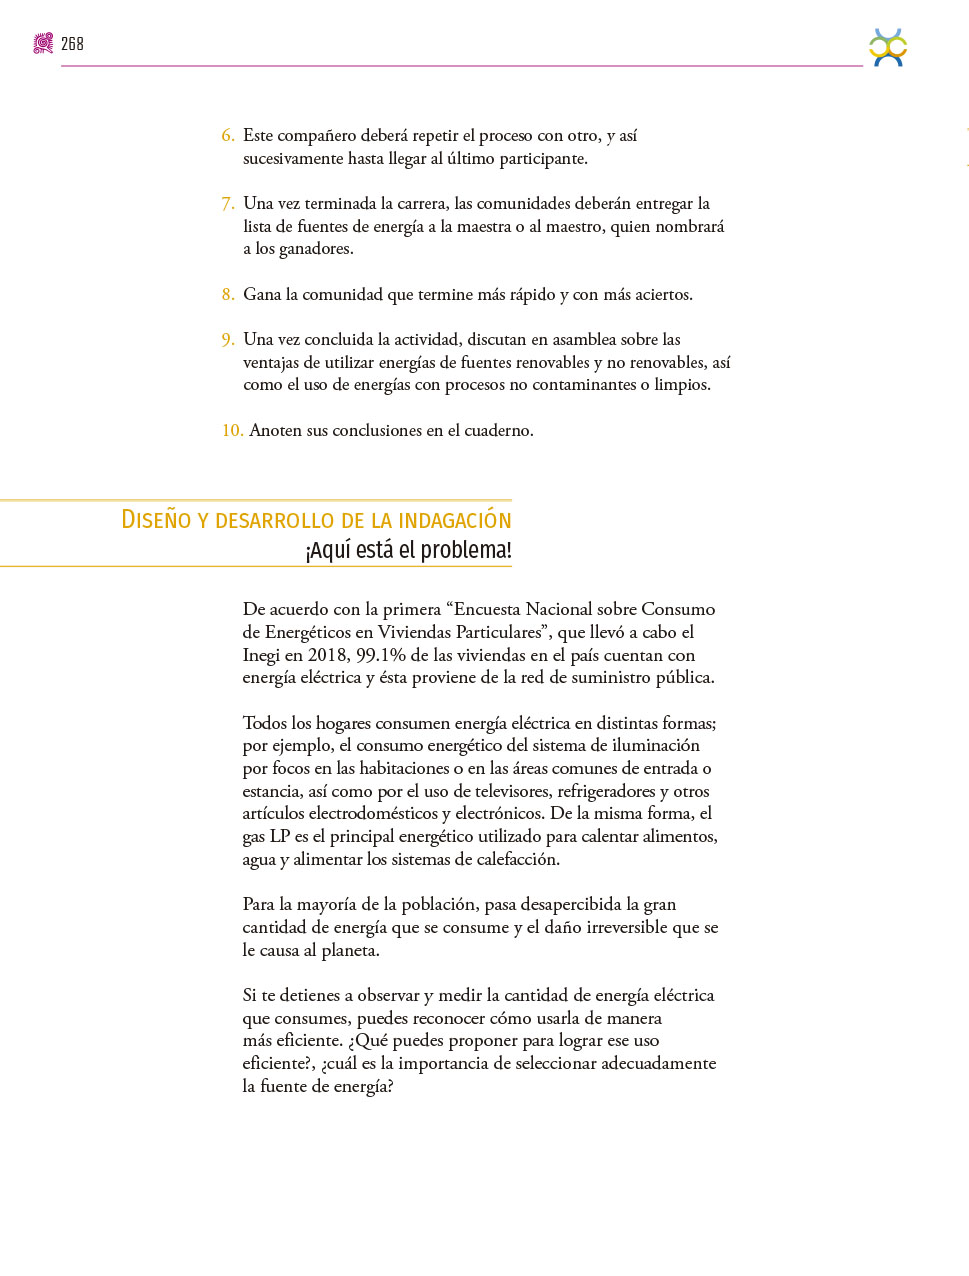 268
6. Este compañero deberá repetir el proceso con otro, y así
sucesivamente hasta llegar al último participante.
7. Una vez terminada la carrera, las comunidades deberán entregar la
lista de fuentes de energía a la maestra o al maestro, quien nombrará
a los ganadores.
8. Gana la comunidad que termine más rápido y con más aciertos.
9. Una vez concluida la actividad, discutan en asamblea sobre las
ventajas de utilizar energías de fuentes renovables y no renovables, así
como el uso de energías con procesos no contaminantes o limpios.
10. Anoten sus conclusiones en el cuaderno.
Diseño y desarrollo de la indagación
¡Aquí está el problema!
De acuerdo con la primera “Encuesta Nacional sobre Consumo
de Energéticos en Viviendas Particulares”, que llevó a cabo el
Inegi en 2018, 99.1% de las viviendas en el país cuentan con
energía eléctrica y ésta proviene de la red de suministro pública.
Todos los hogares consumen energía eléctrica en distintas formas;
por ejemplo, el consumo energético del sistema de iluminación
por focos en las habitaciones o en las áreas comunes de entrada o
estancia, así como por el uso de televisores, refrigeradores y otros
artículos electrodomésticos y electrónicos. De la misma forma, el
gas LP es el principal energético utilizado para calentar alimentos,
agua y alimentar los sistemas de calefacción.
Para la mayoría de la población, pasa desapercibida la gran
cantidad de energía que se consume y el daño irreversible que se
le causa al planeta.
Si te detienes a observar y medir la cantidad de energía eléctrica
que consumes, puedes reconocer cómo usarla de manera
más eficiente. ¿Qué puedes proponer para lograr ese uso
eficiente?, ¿cuál es la importancia de seleccionar adecuadamente
la fuente de energía?